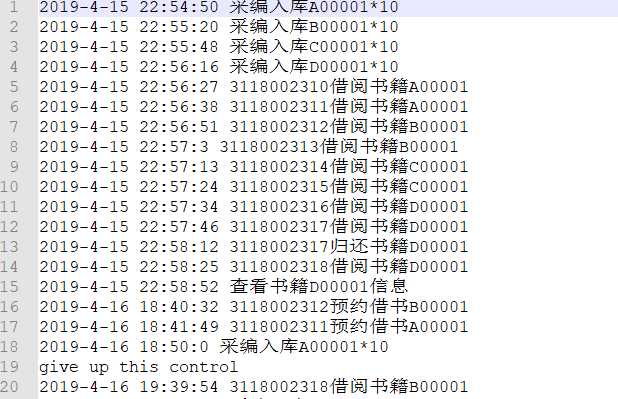 1 2019-4-15 22:54:50 采编入库A00001*10
2 2019-4-15 22:55:20 采编入库B00001*10
3 2019-4-15 22:55:48 采编入库C00001*10
4 2019-4-15 22:56:16 采编入库D00001*10
5 2019-4-15 22:56:27 3118002310借阅书籍A00001
6 2019-4-15 22:56:38 3118002311借阅书籍A00001
7 2019-4-15 22:56:51 3118002312借阅书籍B00001
8 2019-4-15 22:57:3 3118002313借阅书籍B00001
9 2019-4-15 22:57:13 3118002314借阅书籍C00001
10 2019-4-15 22:57:24 3118002315借阅书籍C00001
11 2019-4-15 22:57:34 3118002316借阅书籍D00001
12 2019-4-15 22:57:46 3118002317借阅书籍D00001
13 2019-4-15 22:58:12 3118002317归还书籍D00001
14 2019-4-15 22:58:25 3118002318借阅书籍D00001
15 2019-4-15 22:58:52 查看书籍D00001信息
16 2019-4-16 18:40:32 3118002312预约借书B00001
17 2019-4-16 18:41:49 3118002311预约借书A00001
18 2019-4-16 18:50:0 采编入库A00001*10
19 give up this control
20 2019-4-16 19:39:54 3118002318借阅书籍B00001